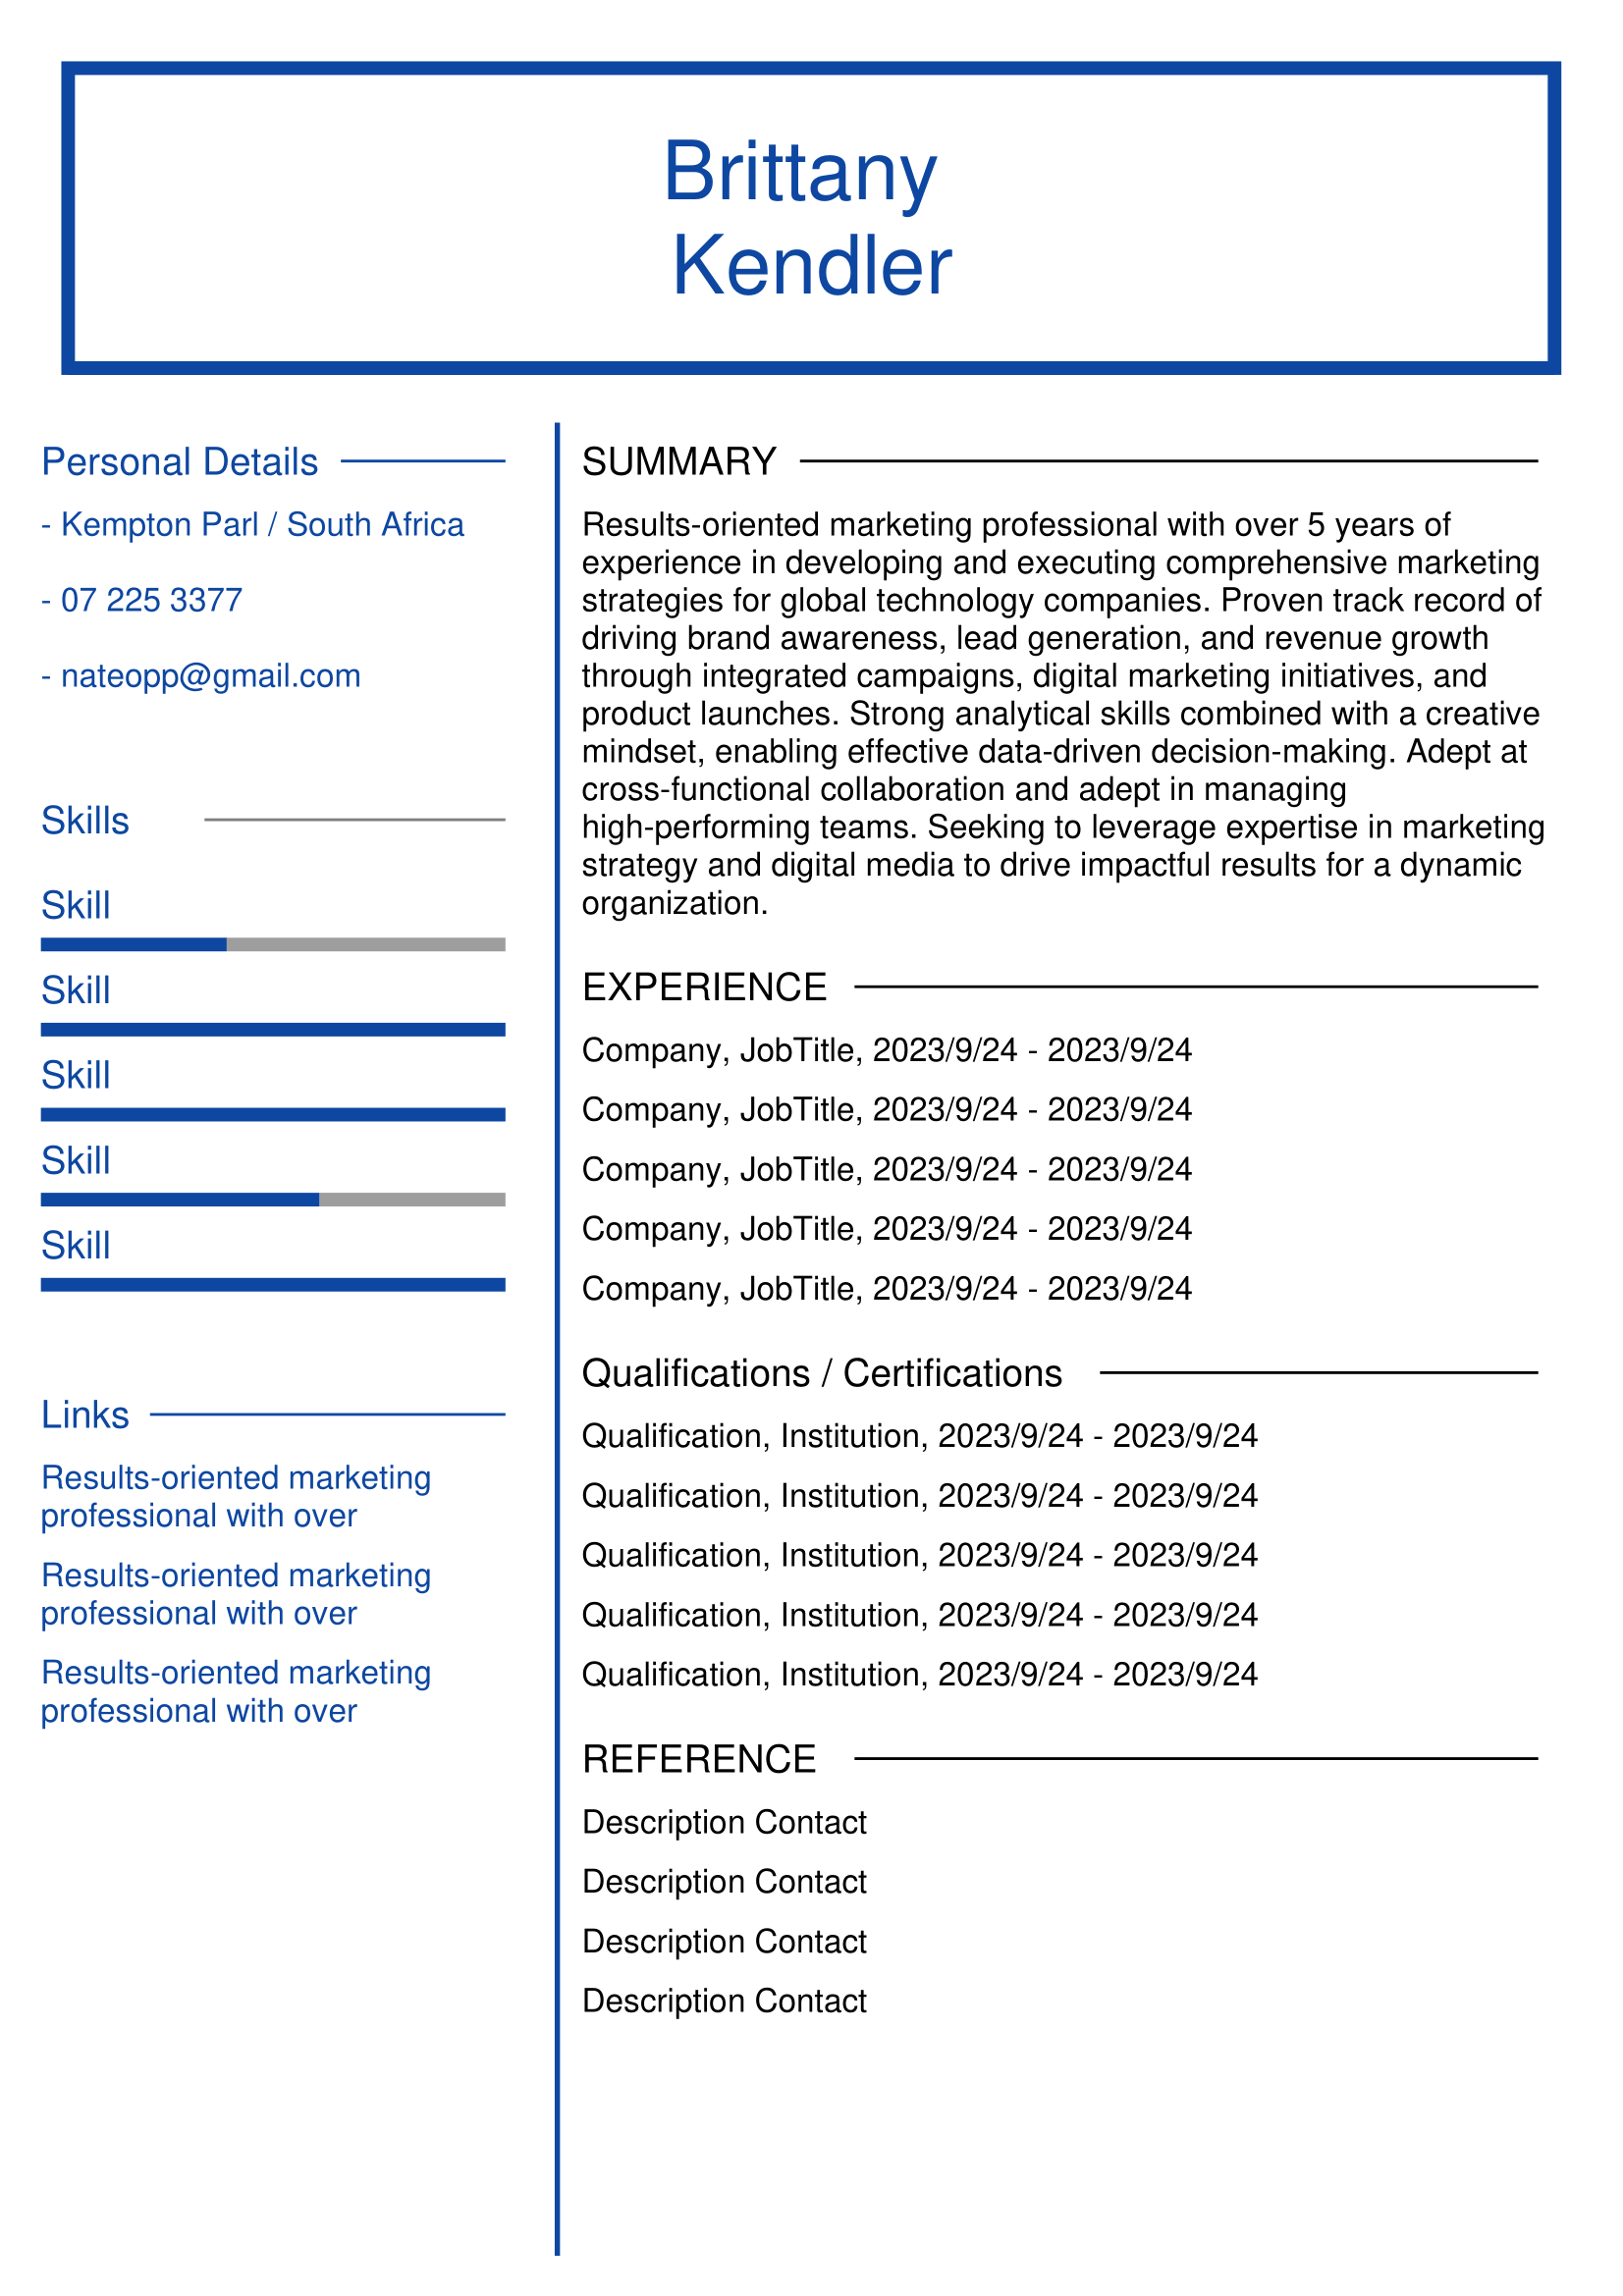 Brittany
Kendler
Personal Details
- Kempton Parl / South Africa
- 07 225 3377
- nateopp@gmail.com
Skills
Skill
Skill
Skill
Skill
Skill
Links
Results-oriented marketing
professional with over
Results-oriented marketing
professional with over
Results-oriented marketing
professional with over
SUMMARY
Results-oriented marketing professional with over 5 years of
experience in developing and executing comprehensive marketing
strategies for global technology companies. Proven track record of
driving brand awareness, lead generation, and revenue growth
through integrated campaigns, digital marketing initiatives, and
product launches. Strong analytical skills combined with a creative
mindset, enabling effective data-driven decision-making. Adept at
cross-functional collaboration and adept in managing
high-performing teams. Seeking to leverage expertise in marketing
strategy and digital media to drive impactful results for a dynamic
organization.
EXPERIENCE
Company, JobTitle, 2023/9/24 - 2023/9/24
Company, JobTitle, 2023/9/24 - 2023/9/24
Company, JobTitle, 2023/9/24 - 2023/9/24
Company, JobTitle, 2023/9/24 - 2023/9/24
Company, JobTitle, 2023/9/24 - 2023/9/24
Qualifications / Certifications
Qualification, Institution, 2023/9/24 - 2023/9/24
Qualification, Institution, 2023/9/24 - 2023/9/24
Qualification, Institution, 2023/9/24 - 2023/9/24
Qualification, Institution, 2023/9/24 - 2023/9/24
Qualification, Institution, 2023/9/24 - 2023/9/24
REFERENCE
Description Contact
Description Contact
Description Contact
Description Contact